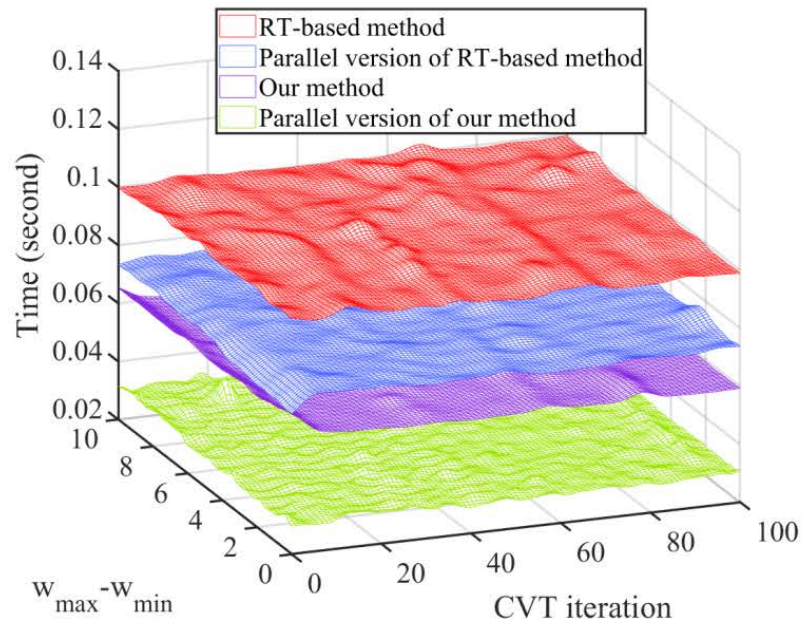 RT-based method
Parallel version of RT-based method
Our method
Parallel version of our method
0.14
0.12
0.1
0.08
0.06
0.04
0.02
Time (second)
10
8
6
4
2
0
w_max-w_min
0
20
40
60
80
100
CVT iteration